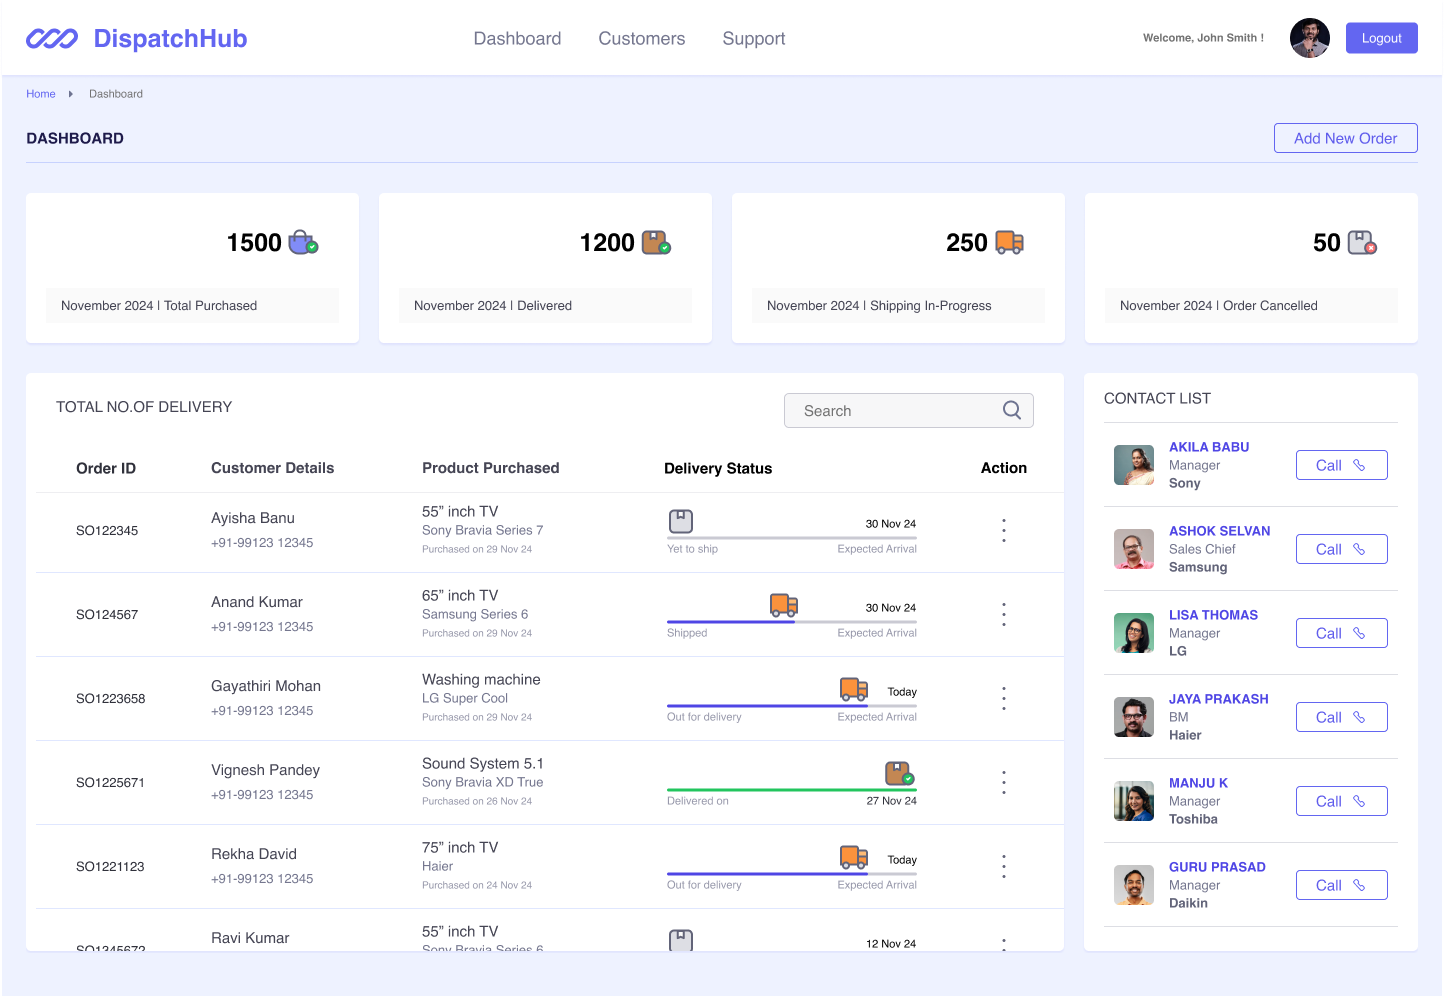 DispatchHub
Dashboard Customers Support
Welcome, John Smith !
Logout
Home Dashboard
DASHBOARD
Add New Order
1500
November 2024 | Total Purchased
1200
November 2024 | Delivered
250
November 2024 | Shipping In-Progress
50
November 2024 | Order Cancelled
TOTAL NO.OF DELIVERY
Search
Order ID Customer Details Product Purchased Delivery Status Action
SO122345
Ayisha Banu
+91-99123 12345
55” inch TV
Sony Bravia Series 7
Purchased on 29 Nov 24
30 Nov 24
Yet to ship Expected Arrival
SO124567
Anand Kumar
+91-99123 12345
65” inch TV
Samsung Series 6
Purchased on 29 Nov 24
30 Nov 24
Shipped Expected Arrival
SO1223658
Gayathiri Mohan
+91-99123 12345
Washing machine
LG Super Cool
Purchased on 29 Nov 24
Today
Out for delivery Expected Arrival
SO1225671
Vignesh Pandey
+91-99123 12345
Sound System 5.1
Sony Bravia XD True
Purchased on 26 Nov 24
Delivered on 27 Nov 24
SO1221123
Rekha David
+91-99123 12345
75” inch TV
Haier
Purchased on 24 Nov 24
Today
Out for delivery Expected Arrival
SO1345672
Ravi Kumar
55” inch TV
Sony Bravia Series 6
12 Nov 24
CONTACT LIST
AKILA BABU
Manager
Sony
Call
ASHOK SELVAN
Sales Chief
Samsung
Call
LISA THOMAS
Manager
LG
Call
JAYA PRAKASH
BM
Haier
Call
MANJU K
Manager
Toshiba
Call
GURU PRASAD
Manager
Daikin
Call